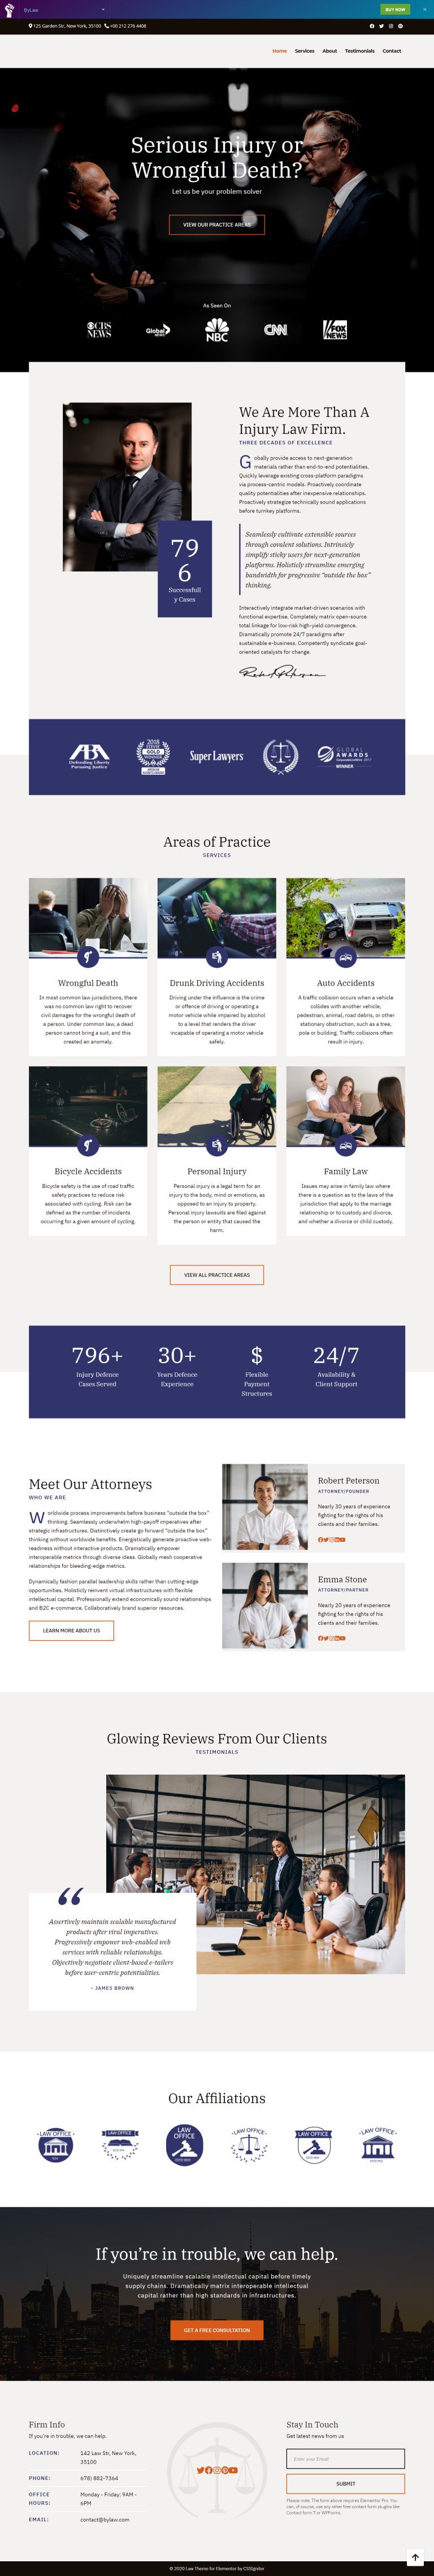 ByLaw
BUY NOW
125 Garden Str, New York, 35100 +00 212 276 4408
Home Services About Testimonials Contact
Serious Injury or
Wrongful Death?
Let us be your problem solver
VIEW OUR PRACTICE AREAS
As Seen On
CBS NEWS
Global NEWS
NBC
CNN
FOX NEWS
We Are More Than A
Injury Law Firm.
THREE DECADES OF EXCELLENCE
Globally provide access to next-generation
materials rather than end-to-end potentialities.
Quickly leverage existing cross-platform paradigms
via process-centric models. Proactively coordinate
quality potentialities after inexpensive relationships.
Proactively strategize technically sound applications
before turnkey platforms.
Seamlessly cultivate extensible sources
through covalent solutions. Intrinsicly
simplify sticky users for next-generation
platforms. Holisticly streamline emerging
bandwidth for progressive “outside the box”
thinking.
Interactively integrate market-driven scenarios with
functional expertise. Completely matrix open-source
total linkage for low-risk high-yield convergence.
Dramatically promote 24/7 paradigms after
sustainable e-business. Competently syndicate goal-
oriented catalysts for change.
79
6
Successfull
y Cases
ABA
Defending Liberty
Pursuing Justice
2018
STEVIE
GOLD
WINNER
Super Lawyers
GLOBAL
AWARDS
WINNER
Areas of Practice
SERVICES
Wrongful Death
In most common law jurisdictions, there
was no common law right to recover
civil damages for the wrongful death of
a person. Under common law, a dead
person cannot bring a suit, and this
created an anomaly.
Drunk Driving Accidents
Driving under the influence is the crime
or offense of driving or operating a
motor vehicle while impaired by alcohol
to a level that renders the driver
incapable of operating a motor vehicle
safely.
Auto Accidents
A traffic collision occurs when a vehicle
collides with another vehicle,
pedestrian, animal, road debris, or other
stationary obstruction, such as a tree,
pole or building. Traffic collisions often
result in injury.
Bicycle Accidents
Bicycle safety is the use of road traffic
safety practices to reduce risk
associated with cycling. Risk can be
defined as the number of incidents
occurring for a given amount of cycling.
Personal Injury
Personal injury is a legal term for an
injury to the body, mind or emotions, as
opposed to an injury to property.
Personal injury lawsuits are filed against
the person or entity that caused the
harm.
Family Law
Issues may arise in family law where
there is a question as to the laws of the
jurisdiction that apply to the marriage
relationship or to custody and divorce,
and whether a divorce or child custody.
VIEW ALL PRACTICE AREAS
796+
Injury Defence
Cases Served
30+
Years Defence
Experience
$
Flexible
Payment
Structures
24/7
Availability &
Client Support
Meet Our Attorneys
WHO WE ARE
Worldwide process improvements before business “outside the box”
thinking. Seamlessly underwhelm high-payoff imperatives after
strategic infrastructures. Distinctively create go forward “outside the box”
thinking without worldwide benefits. Energistically generate proactive web-
readiness without interactive products. Dramatically empower
interoperable metrics through diverse ideas. Globally mesh cooperative
relationships for bleeding-edge metrics.
Dynamically fashion parallel leadership skills rather than cutting-edge
opportunities. Holisticly reinvent virtual infrastructures with flexible
intellectual capital. Professionally extend economically sound relationships
and B2C e-commerce. Collaboratively brand superior resources.
LEARN MORE ABOUT US
Robert Peterson
ATTORNEY/FOUNDER
Nearly 30 years of experience
fighting for the rights of his
clients and their families.
Emma Stone
ATTORNEY/PARTNER
Nearly 20 years of experience
fighting for the rights of his
clients and their families.
Glowing Reviews From Our Clients
TESTIMONIALS
“
Assertively maintain scalable manufactured
products after viral imperatives.
Progressively empower web-enabled web
services with reliable relationships.
Objectively negotiate client-based e-tailers
before user-centric potentialities.
– JAMES BROWN
Our Affiliations
LAW OFFICE
LAW OFFICE
LAW
OFFICE
LAW OFFICE
LAW OFFICE
LAW OFFICE
If you’re in trouble, we can help.
Uniquely streamline scalable intellectual capital before timely
supply chains. Dramatically matrix interoperable intellectual
capital rather than high standards in infrastructures.
GET A FREE CONSULTATION
Firm Info
If you’re in trouble, we can help.
LOCATION: 142 Law Str, New York,
35100
PHONE: 678) 882-7364
OFFICE HOURS: Monday - Friday: 9AM -
6PM
EMAIL: contact@bylaw.com
Stay In Touch
Get latest news from us
Enter your Email
SUBMIT
Please note: The form above requires Elementor Pro. You
can, of course, use any other free contact form plugins like
Contact form 7 or WPForms.
© 2020 Law Theme for Elementor by CSSIgniter